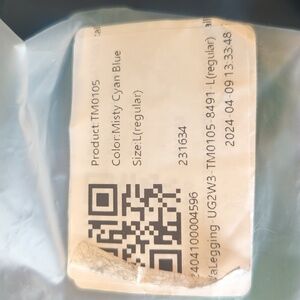 Product:TM0105
Color:Misty Cyan Blue
Size:L(regular)
231634
2404100004596
Legging-UG2W3-TM0105-8491-L(regular)
2024-04-09 13:33:48